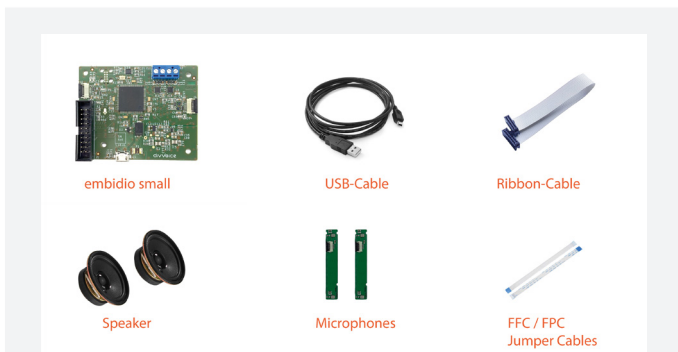 embidio small
USB-Cable
Ribbon-Cable
Speaker
Microphones
FFC / FPC
Jumper Cables